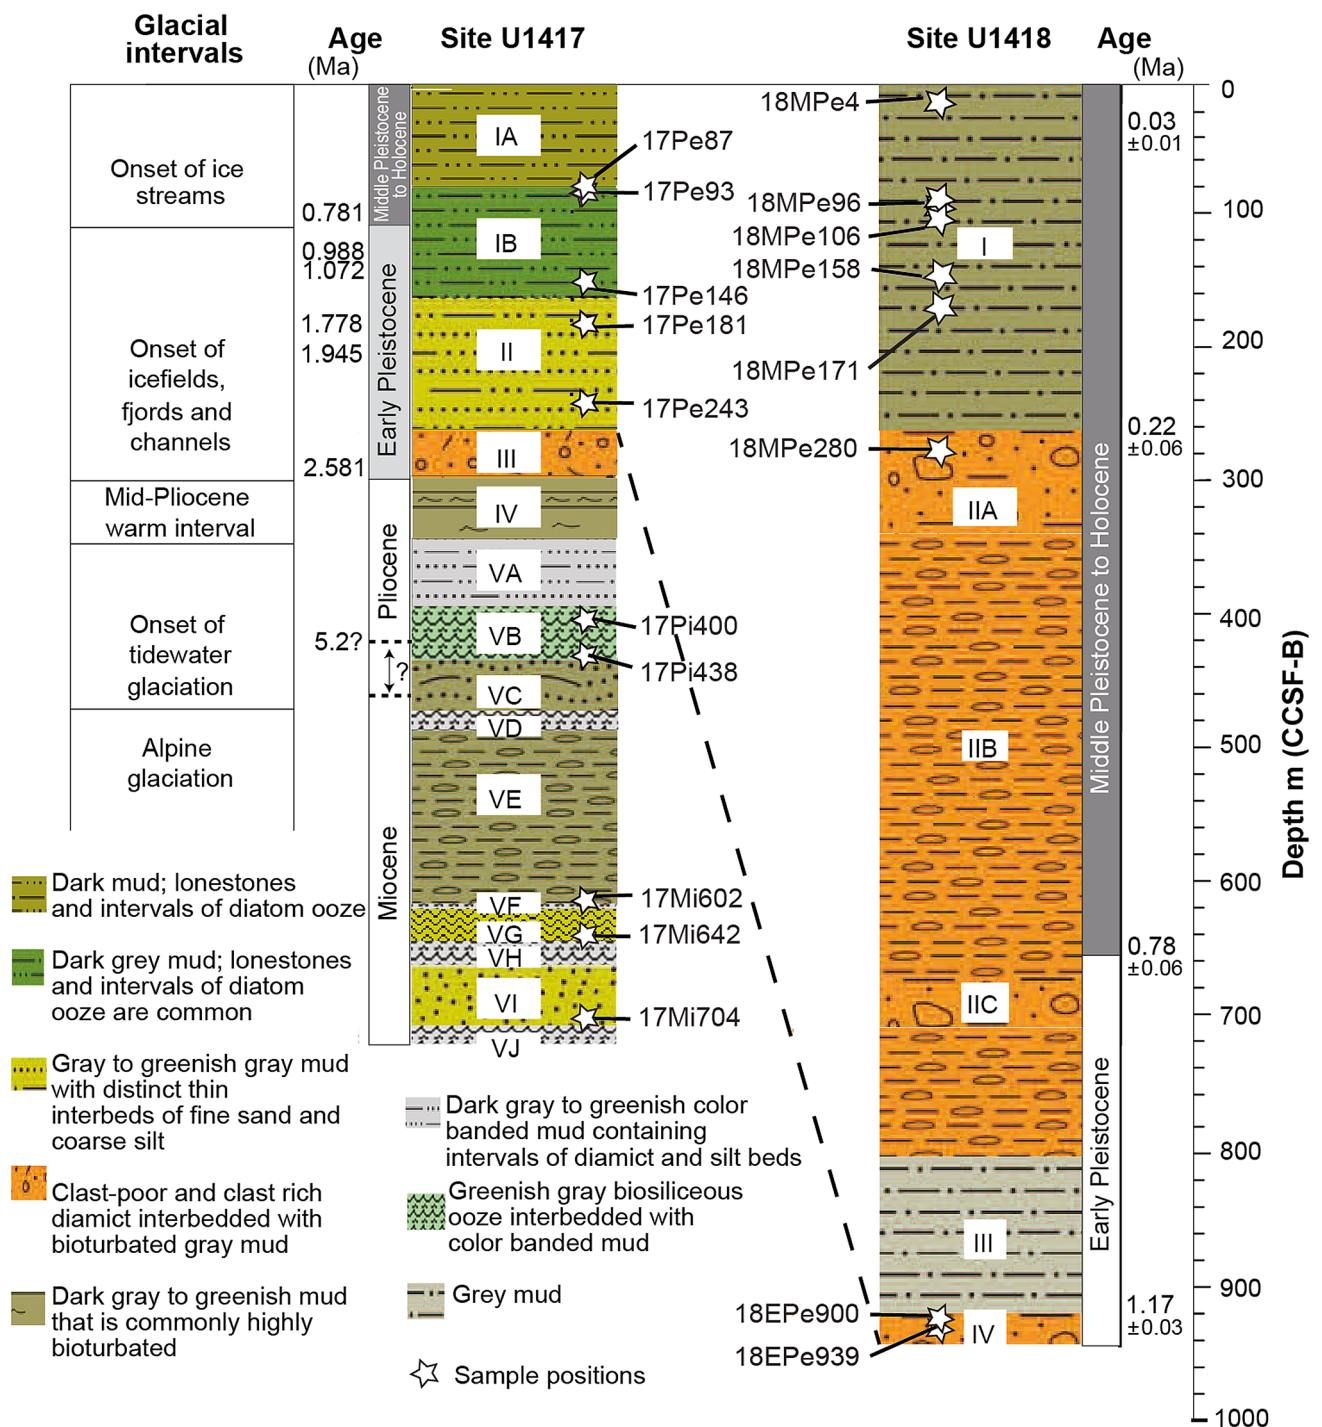 Glacial
intervals
Age
(Ma)
Site U1417
Site U1418
Age
(Ma)
Onset of ice
streams
Onset of
icefields,
fjords and
channels
Mid-Pliocene
warm interval
Onset of
tidewater
glaciation
Alpine
glaciation
0.781
0.988
1.072
1.778
1.945
2.581
5.2?
?
Middle Pleistocene
to Holocene
Early Pleistocene
Pliocene
Miocene
IA
IB
II
III
IV
VA
VB
VC
VD
VE
VF
VG
VH
VI
VJ
17Pe87
17Pe93
17Pe146
17Pe181
17Pe243
17Pi400
17Pi438
17Mi602
17Mi642
17Mi704
18MPe4
18MPe96
18MPe106
18MPe158
18MPe171
18MPe280
18EPe900
18EPe939
I
IIA
IIB
IIC
III
IV
Middle Pleistocene to Holocene
Early Pleistocene
0.03
±0.01
0.22
±0.06
0.78
±0.06
1.17
±0.03
0
100
200
300
400
500
600
700
800
900
1000
Depth m (CCSF-B)
Dark mud; lonestones
and intervals of diatom ooze
Dark grey mud; lonestones
and intervals of diatom
ooze are common
Gray to greenish gray mud
with distinct thin
interbeds of fine sand and
coarse silt
Clast-poor and clast rich
diamict interbedded with
bioturbated gray mud
Dark gray to greenish mud
that is commonly highly
bioturbated
Dark gray to greenish color
banded mud containing
intervals of diamict and silt beds
Greenish gray biosiliceous
ooze interbedded with
color banded mud
Grey mud
Sample positions